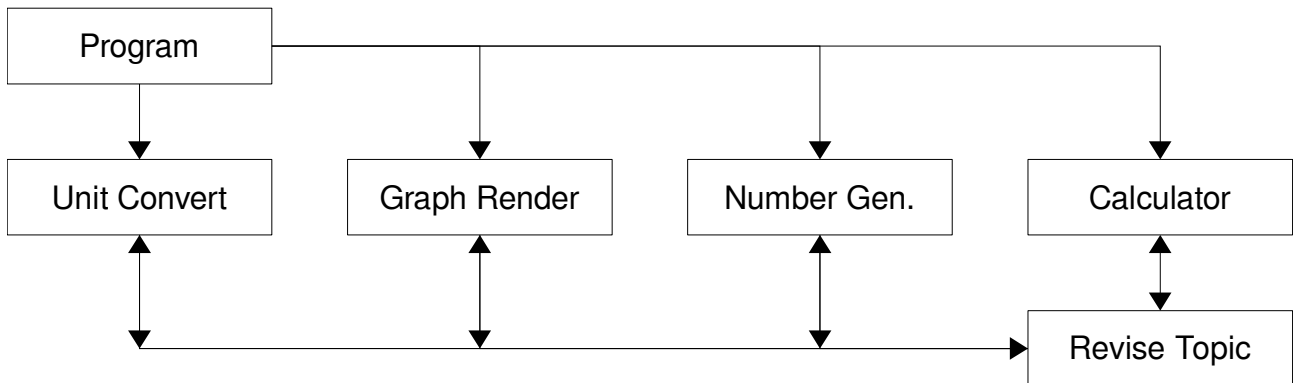 Program
Unit Convert
Graph Render
Number Gen.
Calculator
Revise Topic